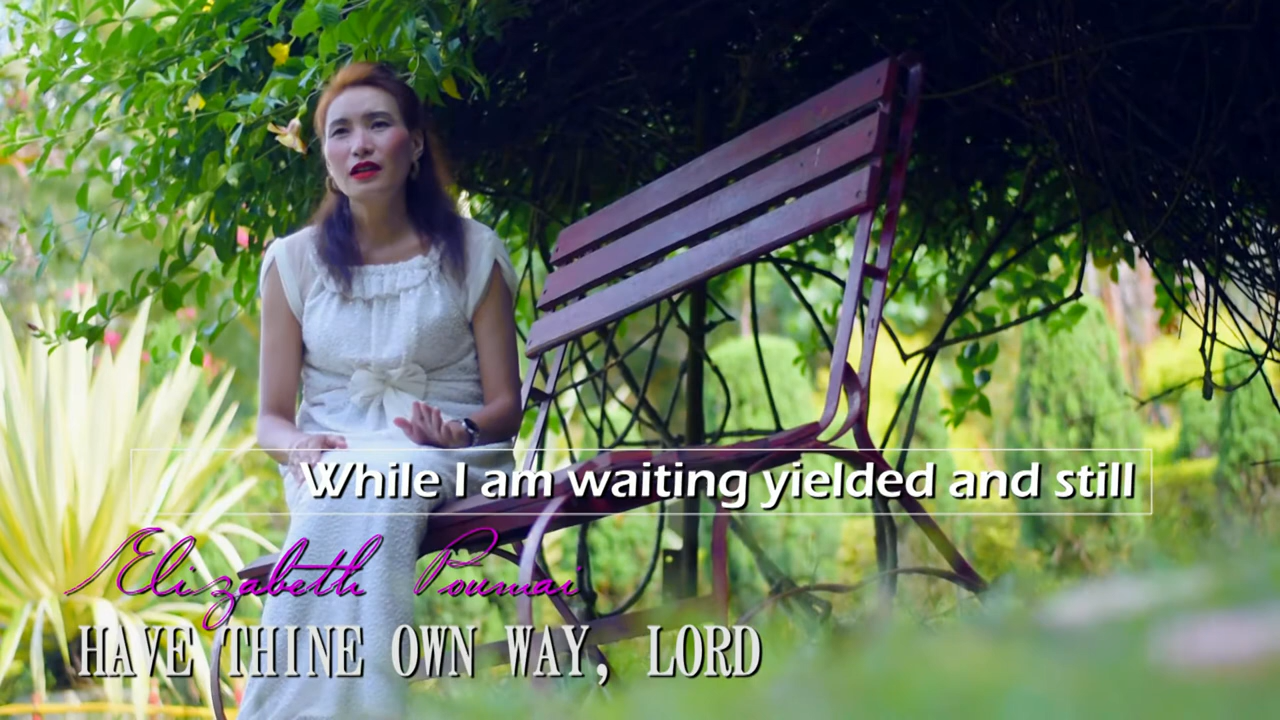 While I am waiting yielded and still
Elizabeth Poumai
HAVE THINE OWN WAY, LORD